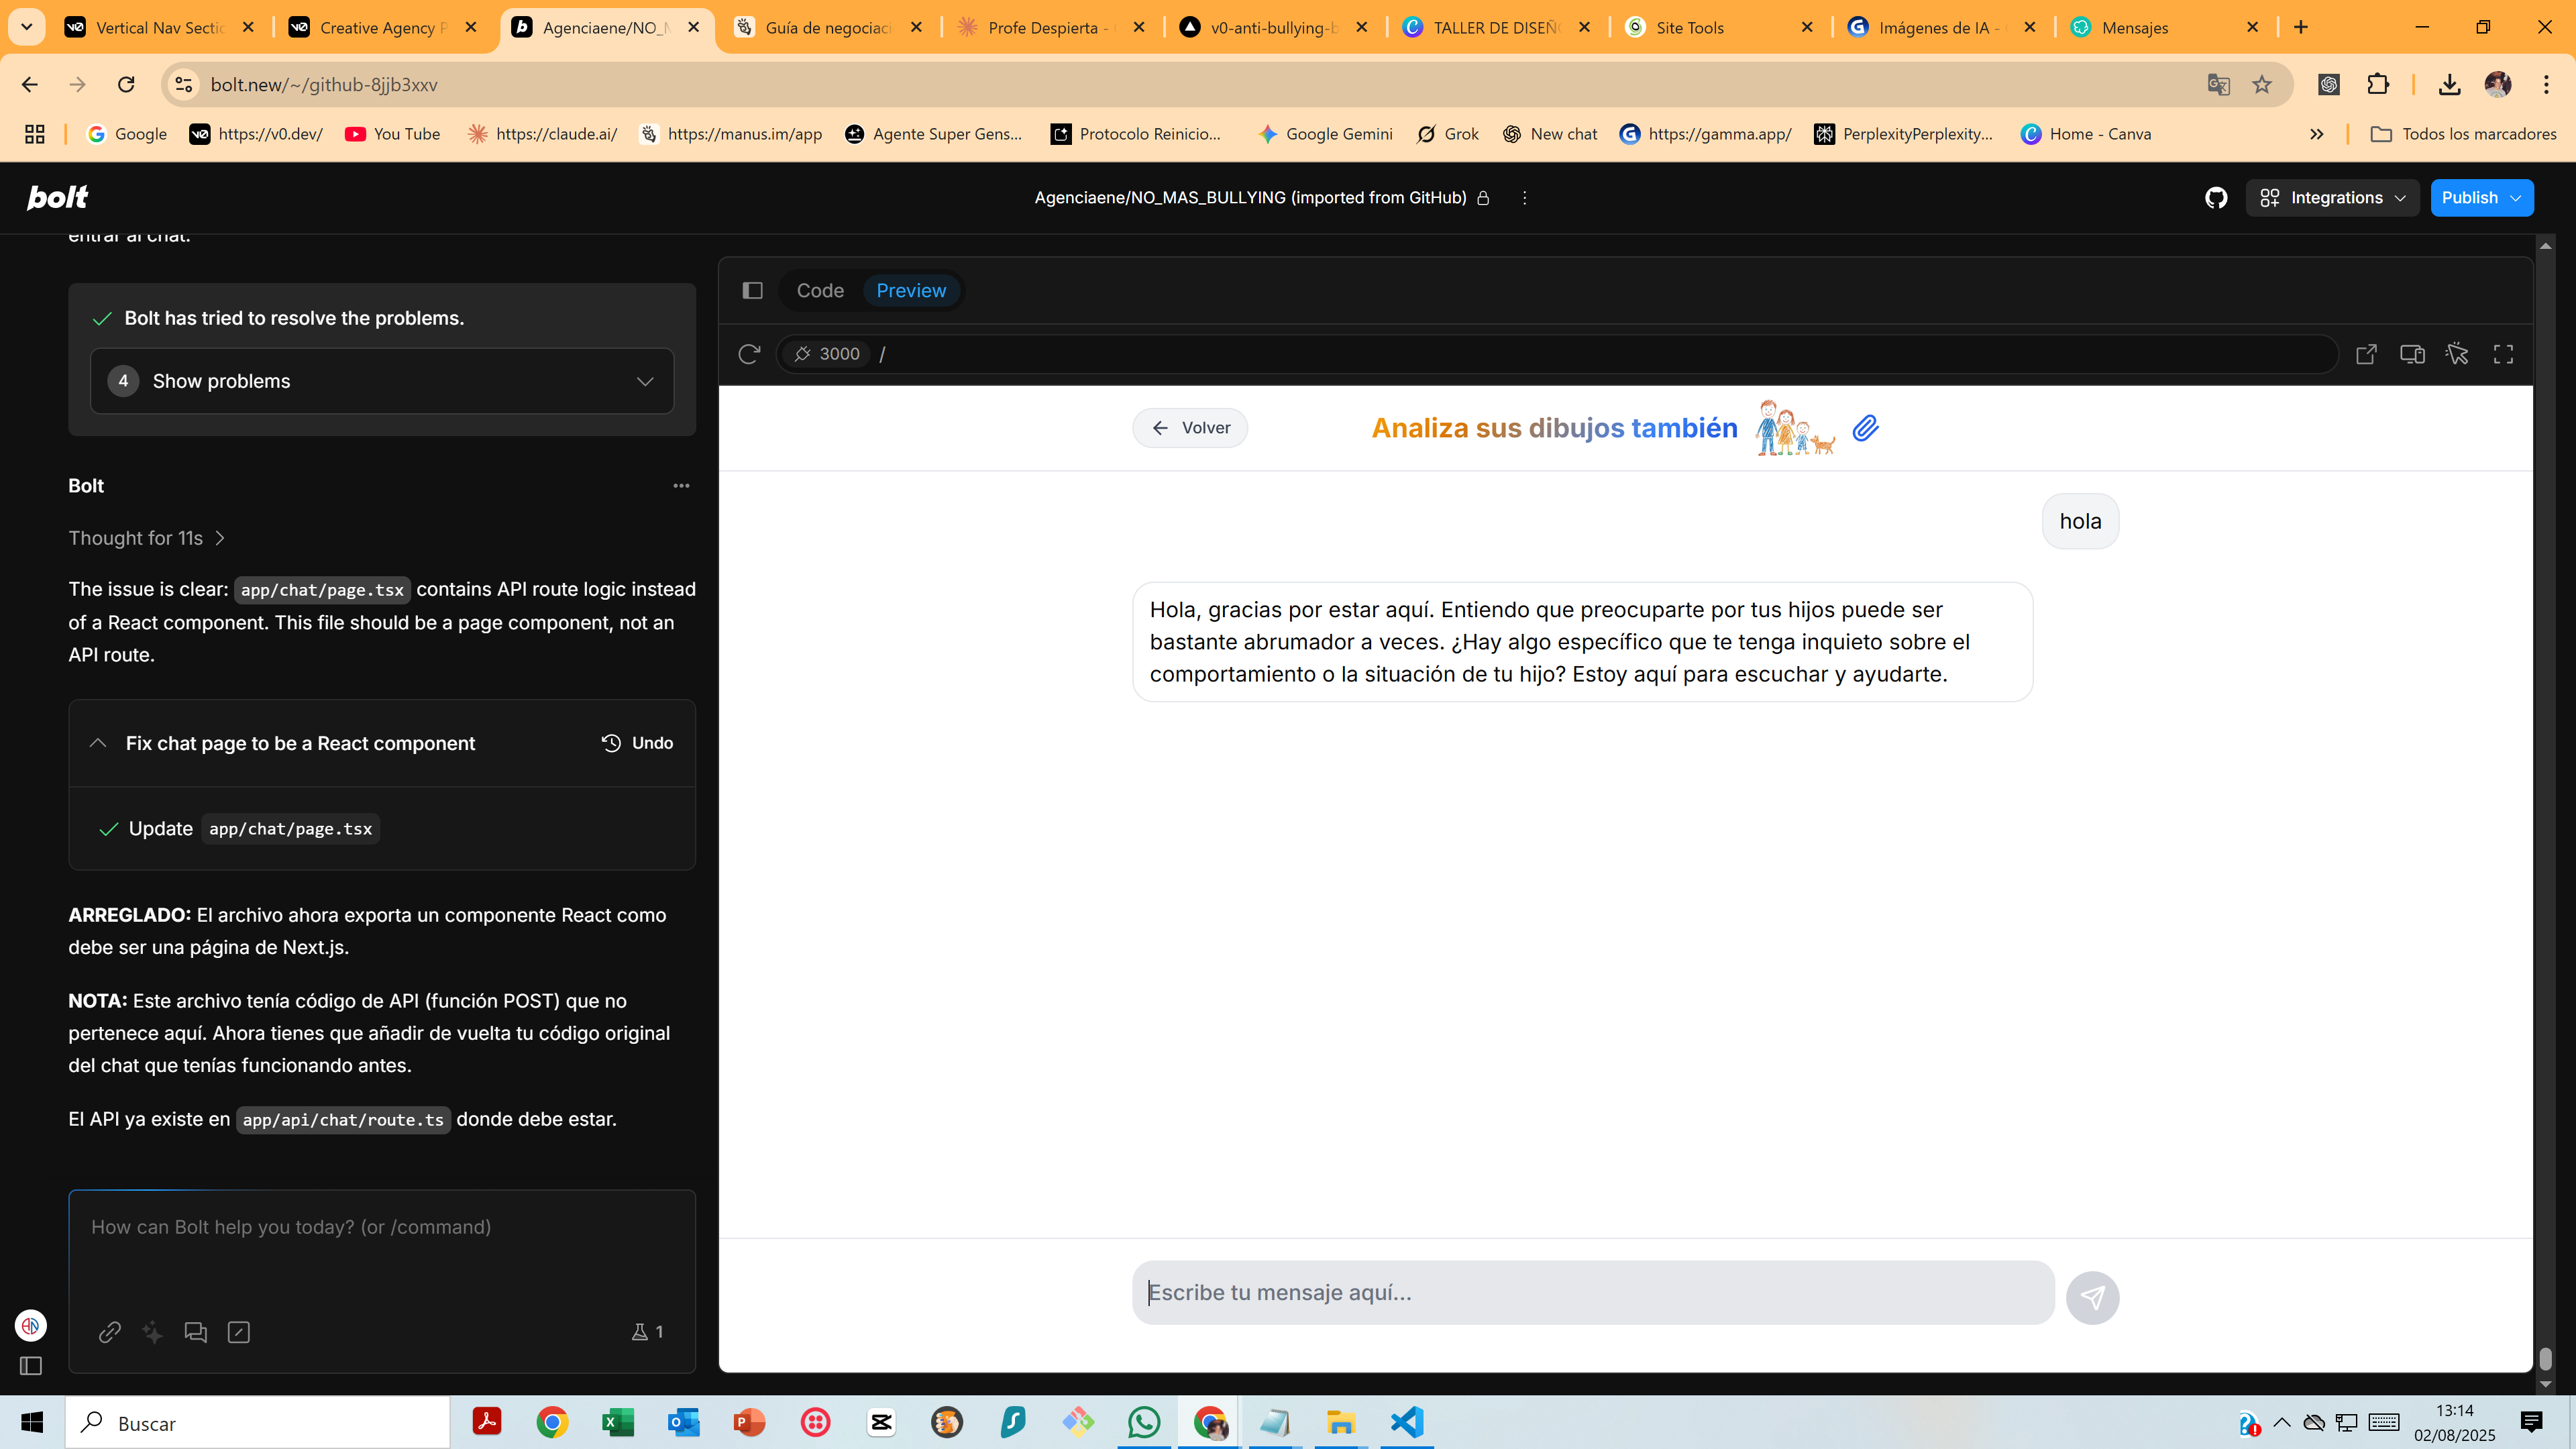 Vertical Nav Sectio
Creative Agency P
Agenciaene/NO_M
Guía de negociaci
Profe Despierta -
v0-anti-bullying-b
TALLER DE DISEÑO
Site Tools
Imágenes de IA -
Mensajes
bolt.new/~/github-8jjb3xxv
Google
https://v0.dev/
You Tube
https://claude.ai/
https://manus.im/app
Agente Super Gens...
Protocolo Reinicio...
Google Gemini
Grok
New chat
https://gamma.app/
PerplexityPerplexity...
Home - Canva
Todos los marcadores
bolt
Agenciaene/NO_MAS_BULLYING (imported from GitHub)
Integrations
Publish
entrar al chat.
Bolt has tried to resolve the problems.
4 Show problems
Bolt
Thought for 11s
The issue is clear: app/chat/page.tsx contains API route logic instead
of a React component. This file should be a page component, not an
API route.
Fix chat page to be a React component
Undo
Update app/chat/page.tsx
ARREGLADO: El archivo ahora exporta un componente React como
debe ser una página de Next.js.
NOTA: Este archivo tenía código de API (función POST) que no
pertenece aquí. Ahora tienes que añadir de vuelta tu código original
del chat que tenías funcionando antes.
El API ya existe en app/api/chat/route.ts donde debe estar.
How can Bolt help you today? (or /command)
1
Code
Preview
3000 /
Volver
Analiza sus dibujos también
hola
Hola, gracias por estar aquí. Entiendo que preocuparte por tus hijos puede ser
bastante abrumador a veces. ¿Hay algo específico que te tenga inquieto sobre el
comportamiento o la situación de tu hijo? Estoy aquí para escuchar y ayudarte.
Escribe tu mensaje aquí...
Buscar
13:14
02/08/2025